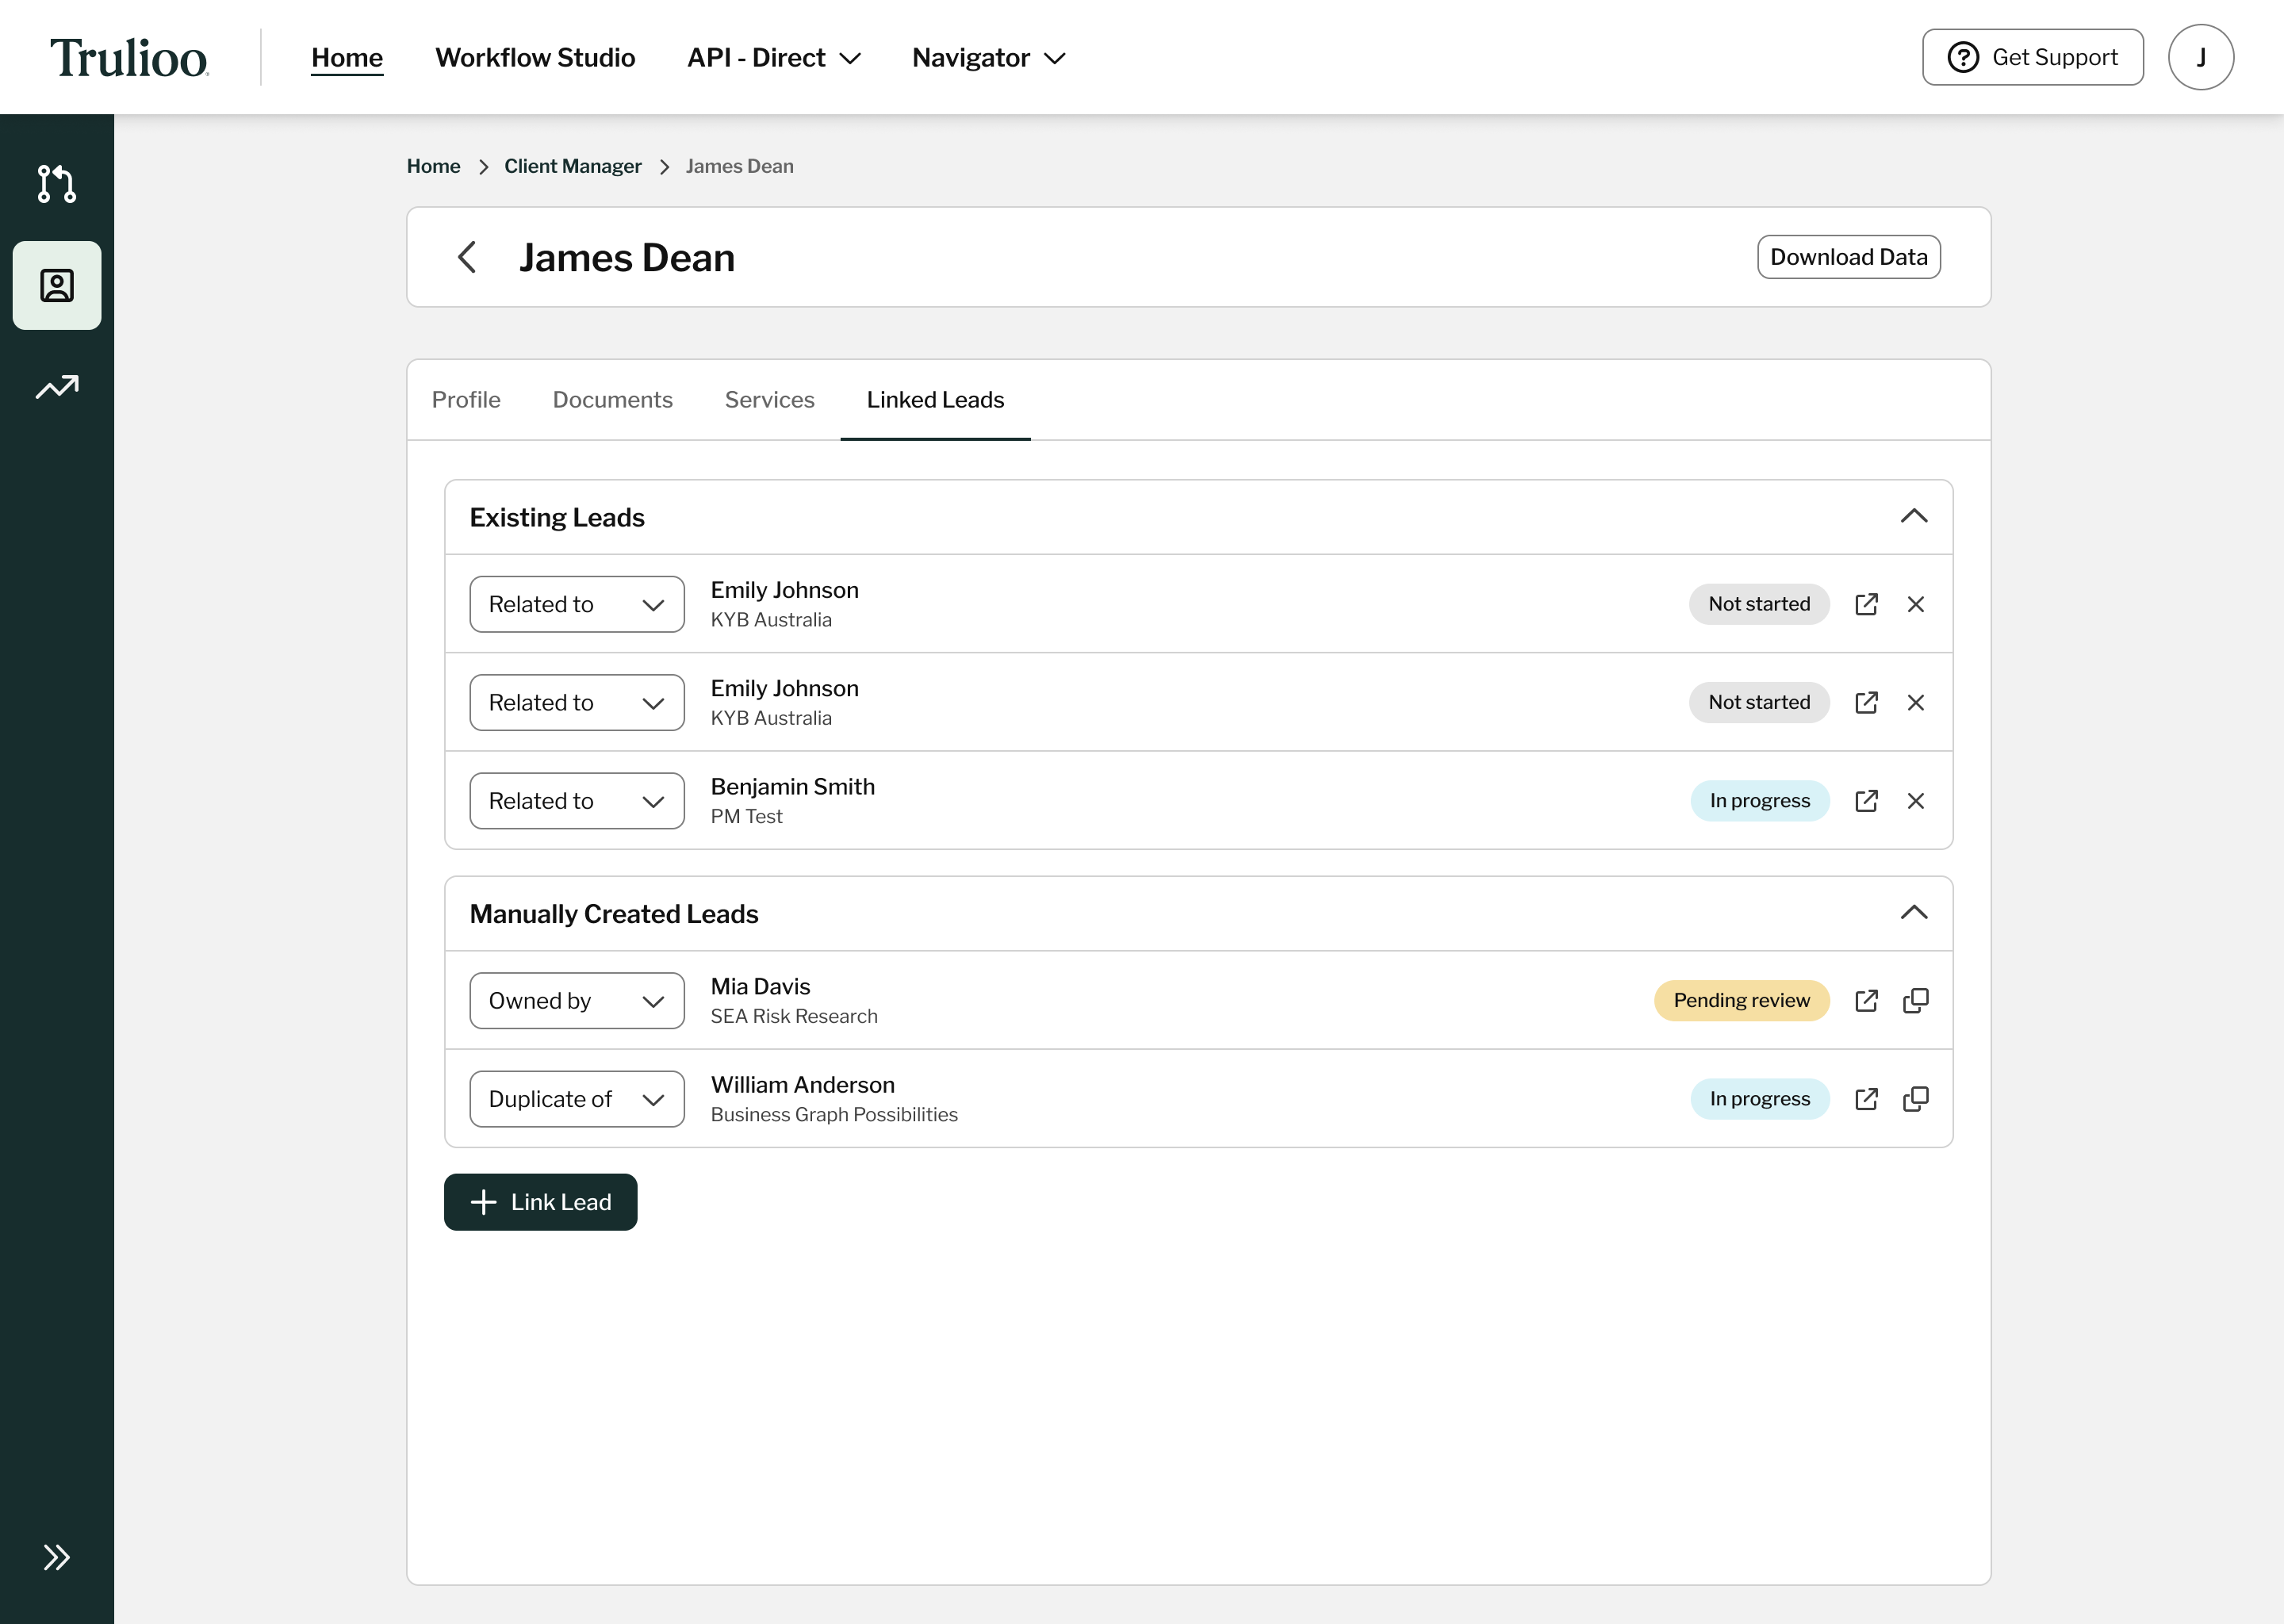 Trulioo
Home
Workflow Studio
API - Direct
Navigator
Get Support
J
Home
Client Manager
James Dean
James Dean
Download Data
Profile
Documents
Services
Linked Leads
Existing Leads
Related to
Emily Johnson
KYB Australia
Not started
Related to
Emily Johnson
KYB Australia
Not started
Related to
Benjamin Smith
PM Test
In progress
Manually Created Leads
Owned by
Mia Davis
SEA Risk Research
Pending review
Duplicate of
William Anderson
Business Graph Possibilities
In progress
Link Lead